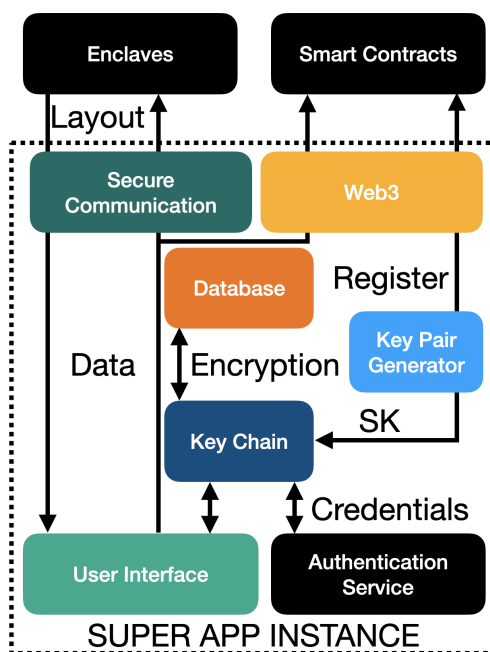 Enclaves
Smart Contracts
Layout
Secure
Communication
Web3
Register
Database
Key Pair
Generator
Data
Encryption
SK
Key Chain
Credentials
User Interface
Authentication
Service
SUPER APP INSTANCE